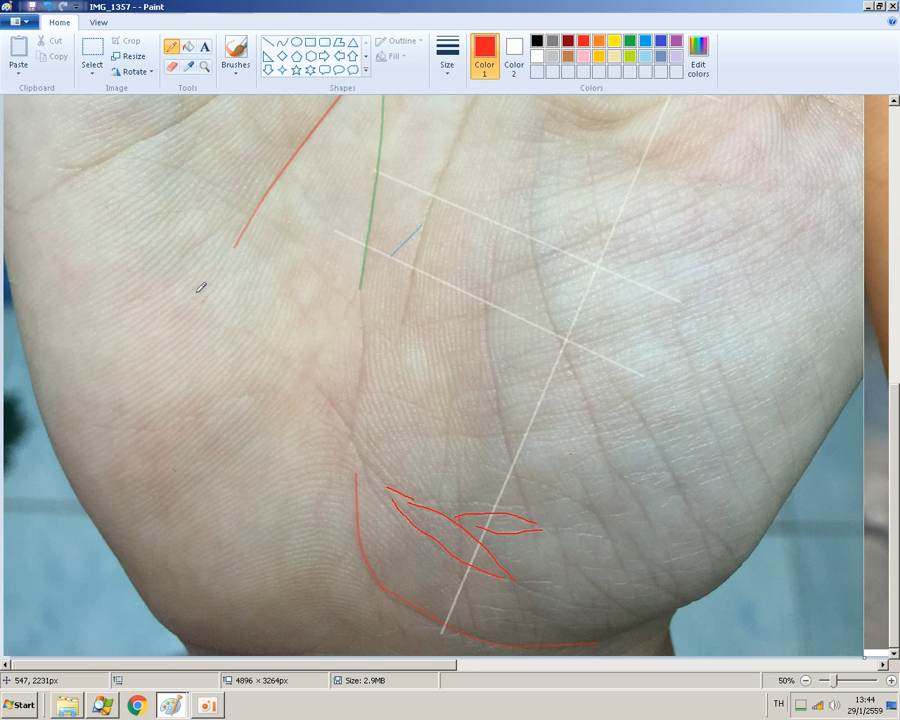 IMG_1357 - - Paint
Home
View
Paste
Cut
Copy
Clipboard
Select
Crop
Resize
Rotate
Image
A
Tools
Brushes
Outline
Fill
Shapes
Size
Color 1
Color 2
Edit colors
Colors
547, 2231px
4896 × 3264px
Size: 2.9MB
50%
Start
TH
13:44
29/1/2559